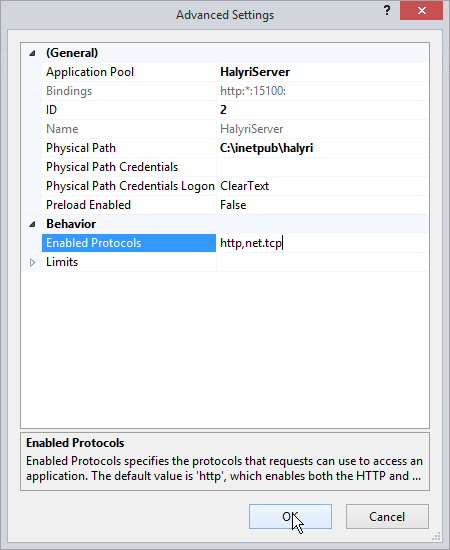 Advanced Settings
?
(General)
Application Pool HalyriServer
Bindings http:*:15100:
ID 2
Name HalyriServer
Physical Path C:\inetpub\halyri
Physical Path Credentials
Physical Path Credentials Logon ClearText
Preload Enabled False
Behavior
Enabled Protocols http,net.tcp
Limits
Enabled Protocols
Enabled Protocols specifies the protocols that requests can use to access an
application. The default value is 'http', which enables both the HTTP and ...
OK Cancel